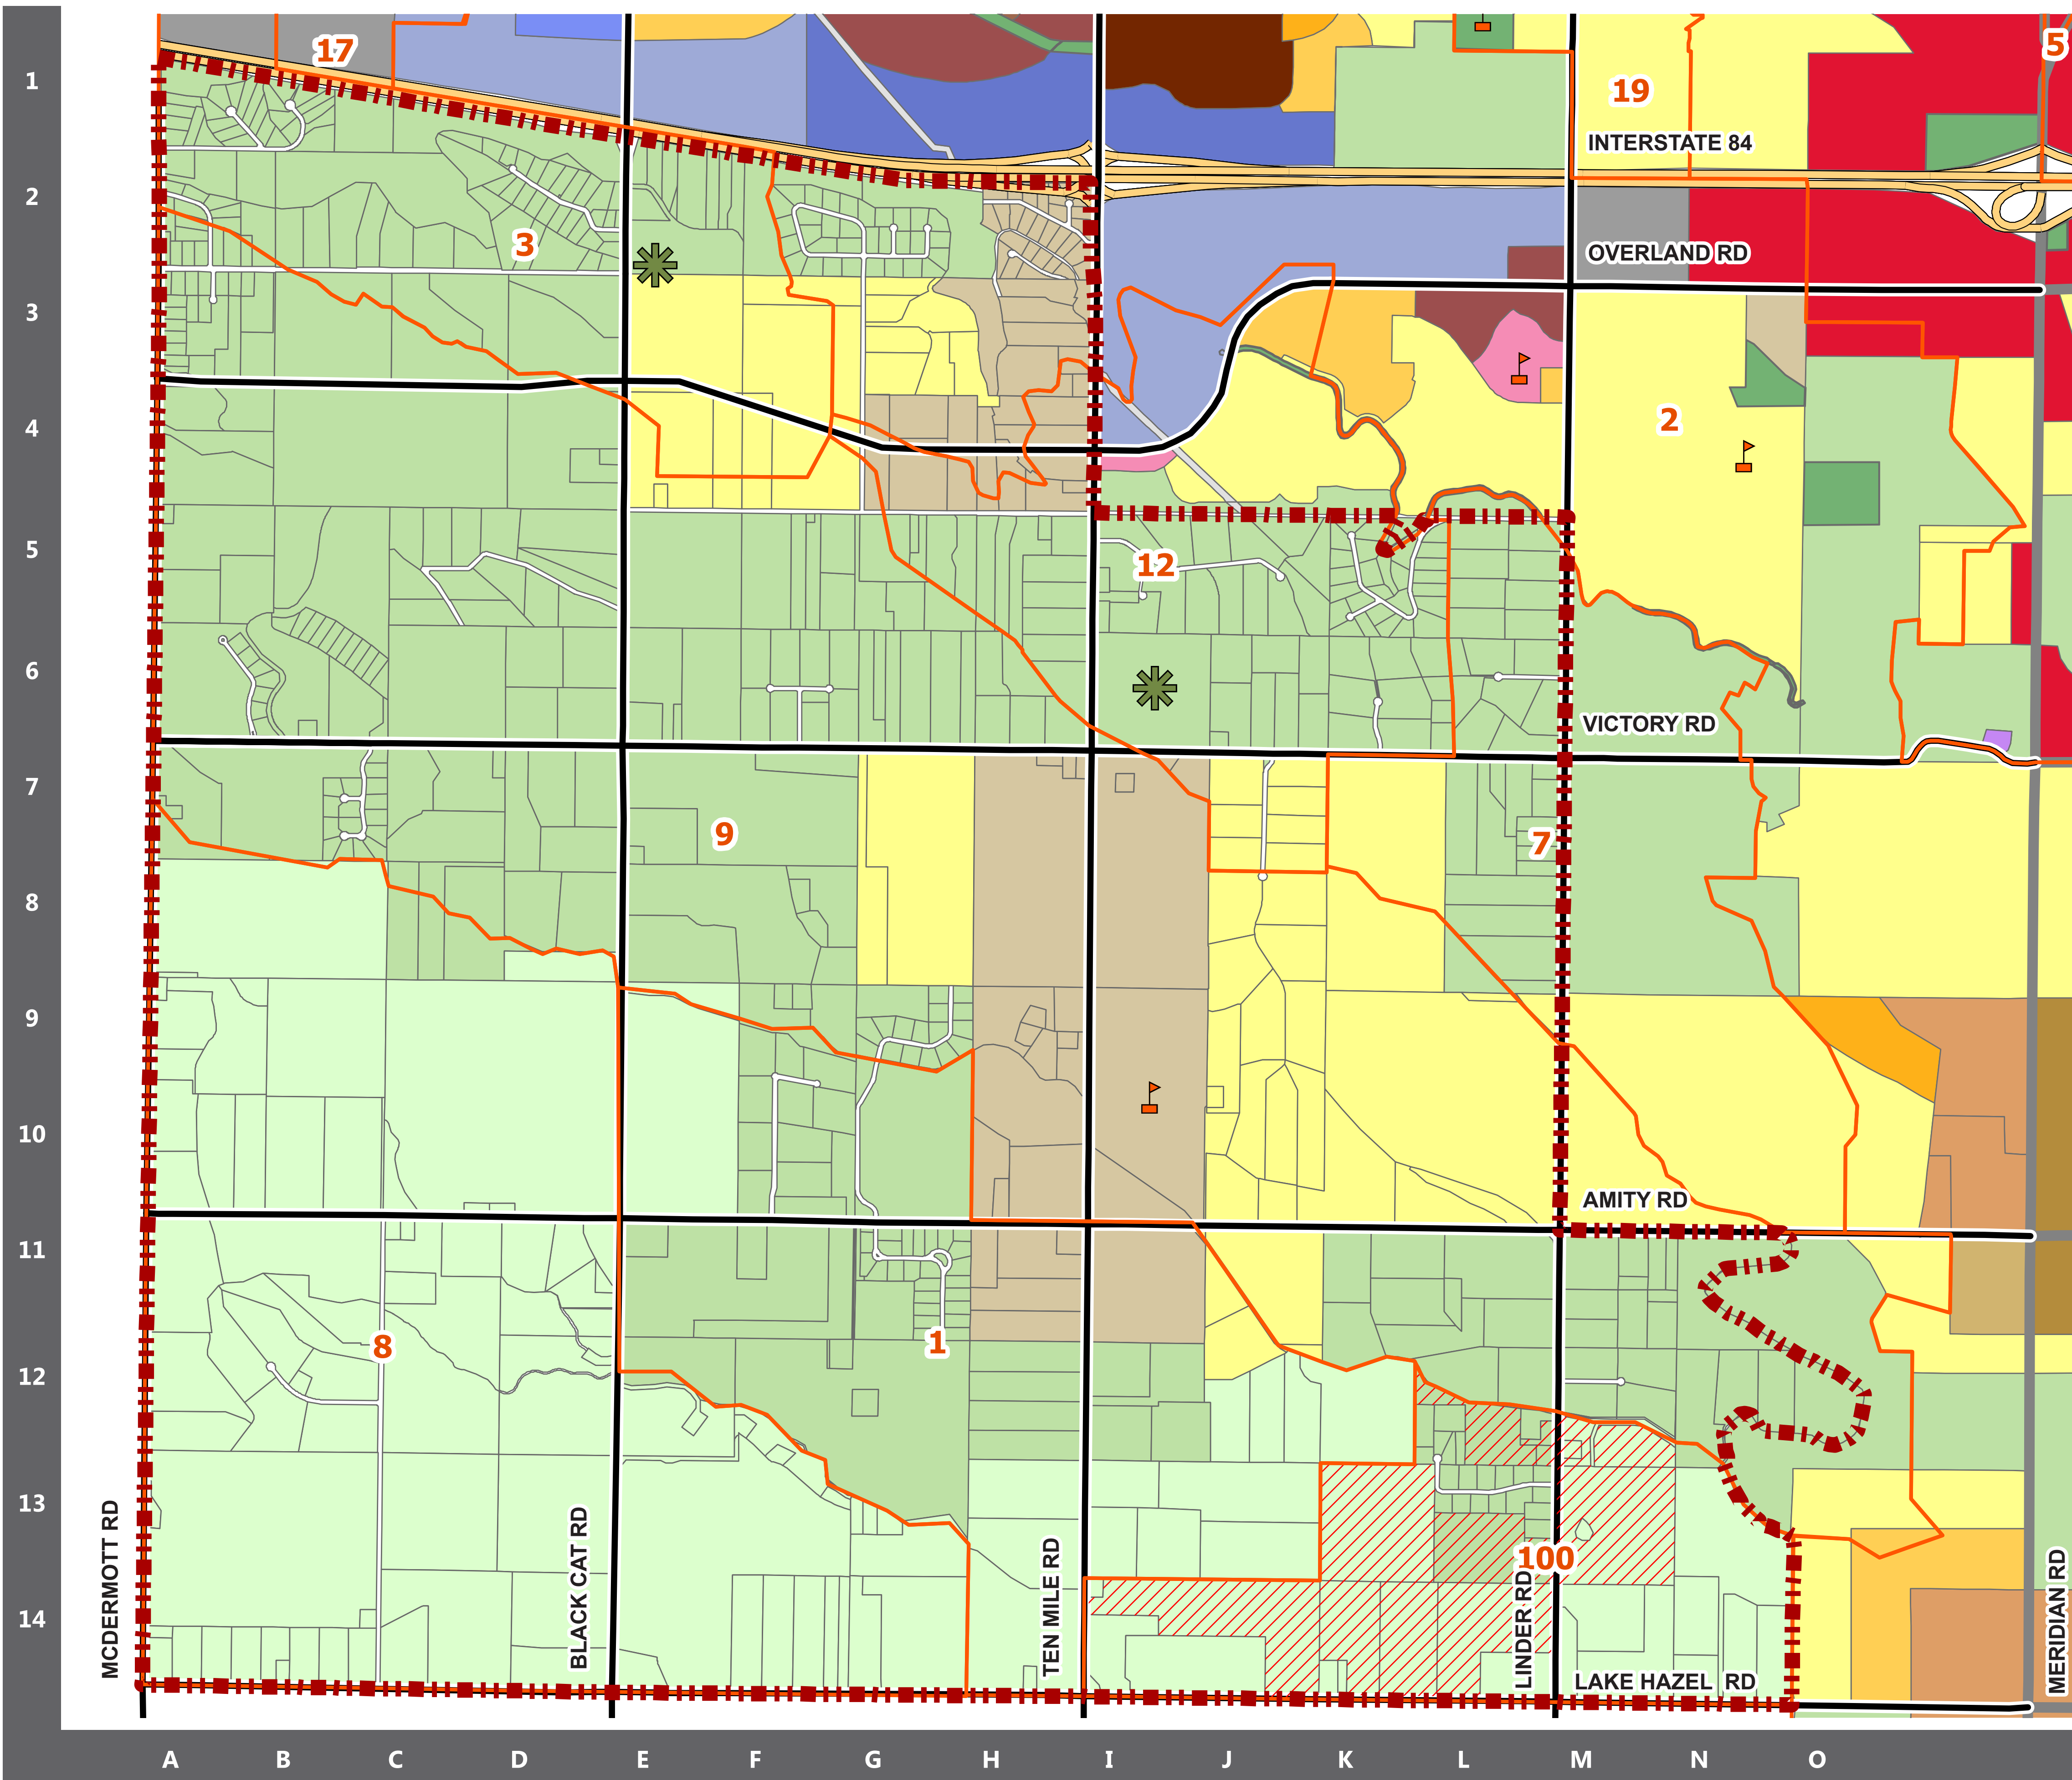 17
5
1
19
INTERSTATE 84
2
3
OVERLAND RD
3
2
4
5
12
6
VICTORY RD
7
9
7
8
9
10
AMITY RD
11
8
1
12
13
100
14
MCDERMOTT RD
BLACK CAT RD
TEN MILE RD
LINDER RD
MERIDIAN RD
LAKE HAZEL RD
A B C D E F G H I J K L M N O